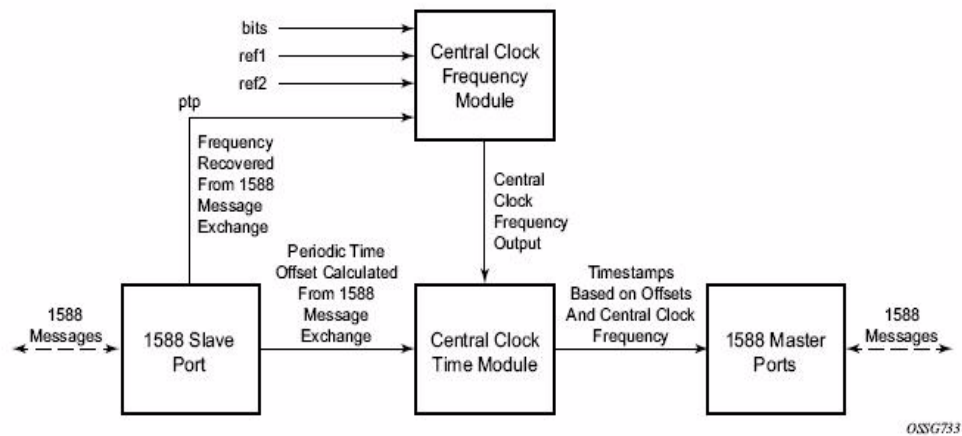 bits
ref1
ref2
ptp
Central Clock
Frequency
Module
Frequency
Recovered
From 1588
Message
Exchange
Central
Clock
Frequency
Output
Periodic Time
Offset Calculated
From 1588
Message
Exchange
Timestamps
Based on Offsets
And Central Clock
Frequency
1588
Messages
1588 Slave
Port
Central Clock
Time Module
1588 Master
Ports
1588
Messages
OSSG733